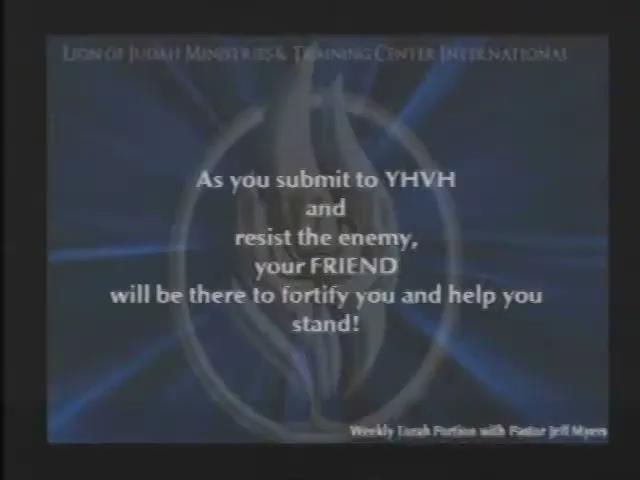 LION OF JUDAH MINISTRIES & TRAINING CENTER INTERNATIONAL
As you submit to YHVH
and
resist the enemy,
your FRIEND
will be there to fortify you and help you
stand!
Weekly Torah Portion with Pastor Jeff Myers